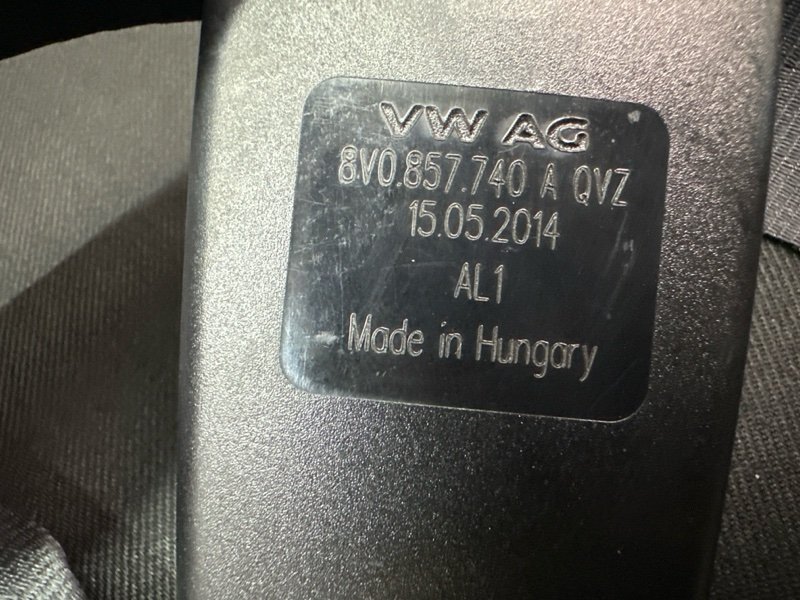 VW AG
8V0.857.740 A QVZ
15.05.2014
AL1
Made in Hungary